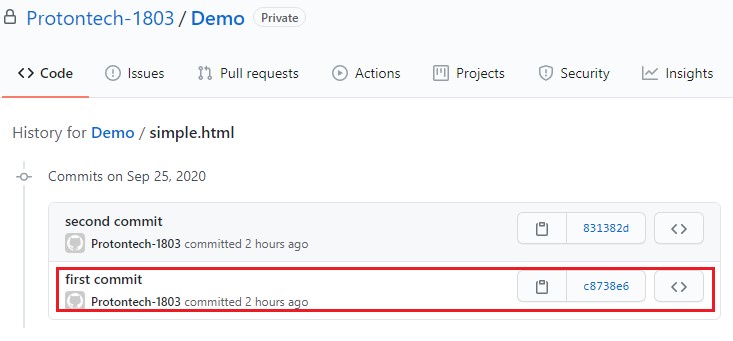 Protontech-1803 / Demo Private
Code Issues Pull requests Actions Projects Security Insights
History for Demo / simple.html
Commits on Sep 25, 2020
second commit
831382d
Protontech-1803 committed 2 hours ago
first commit
c8738e6
Protontech-1803 committed 2 hours ago